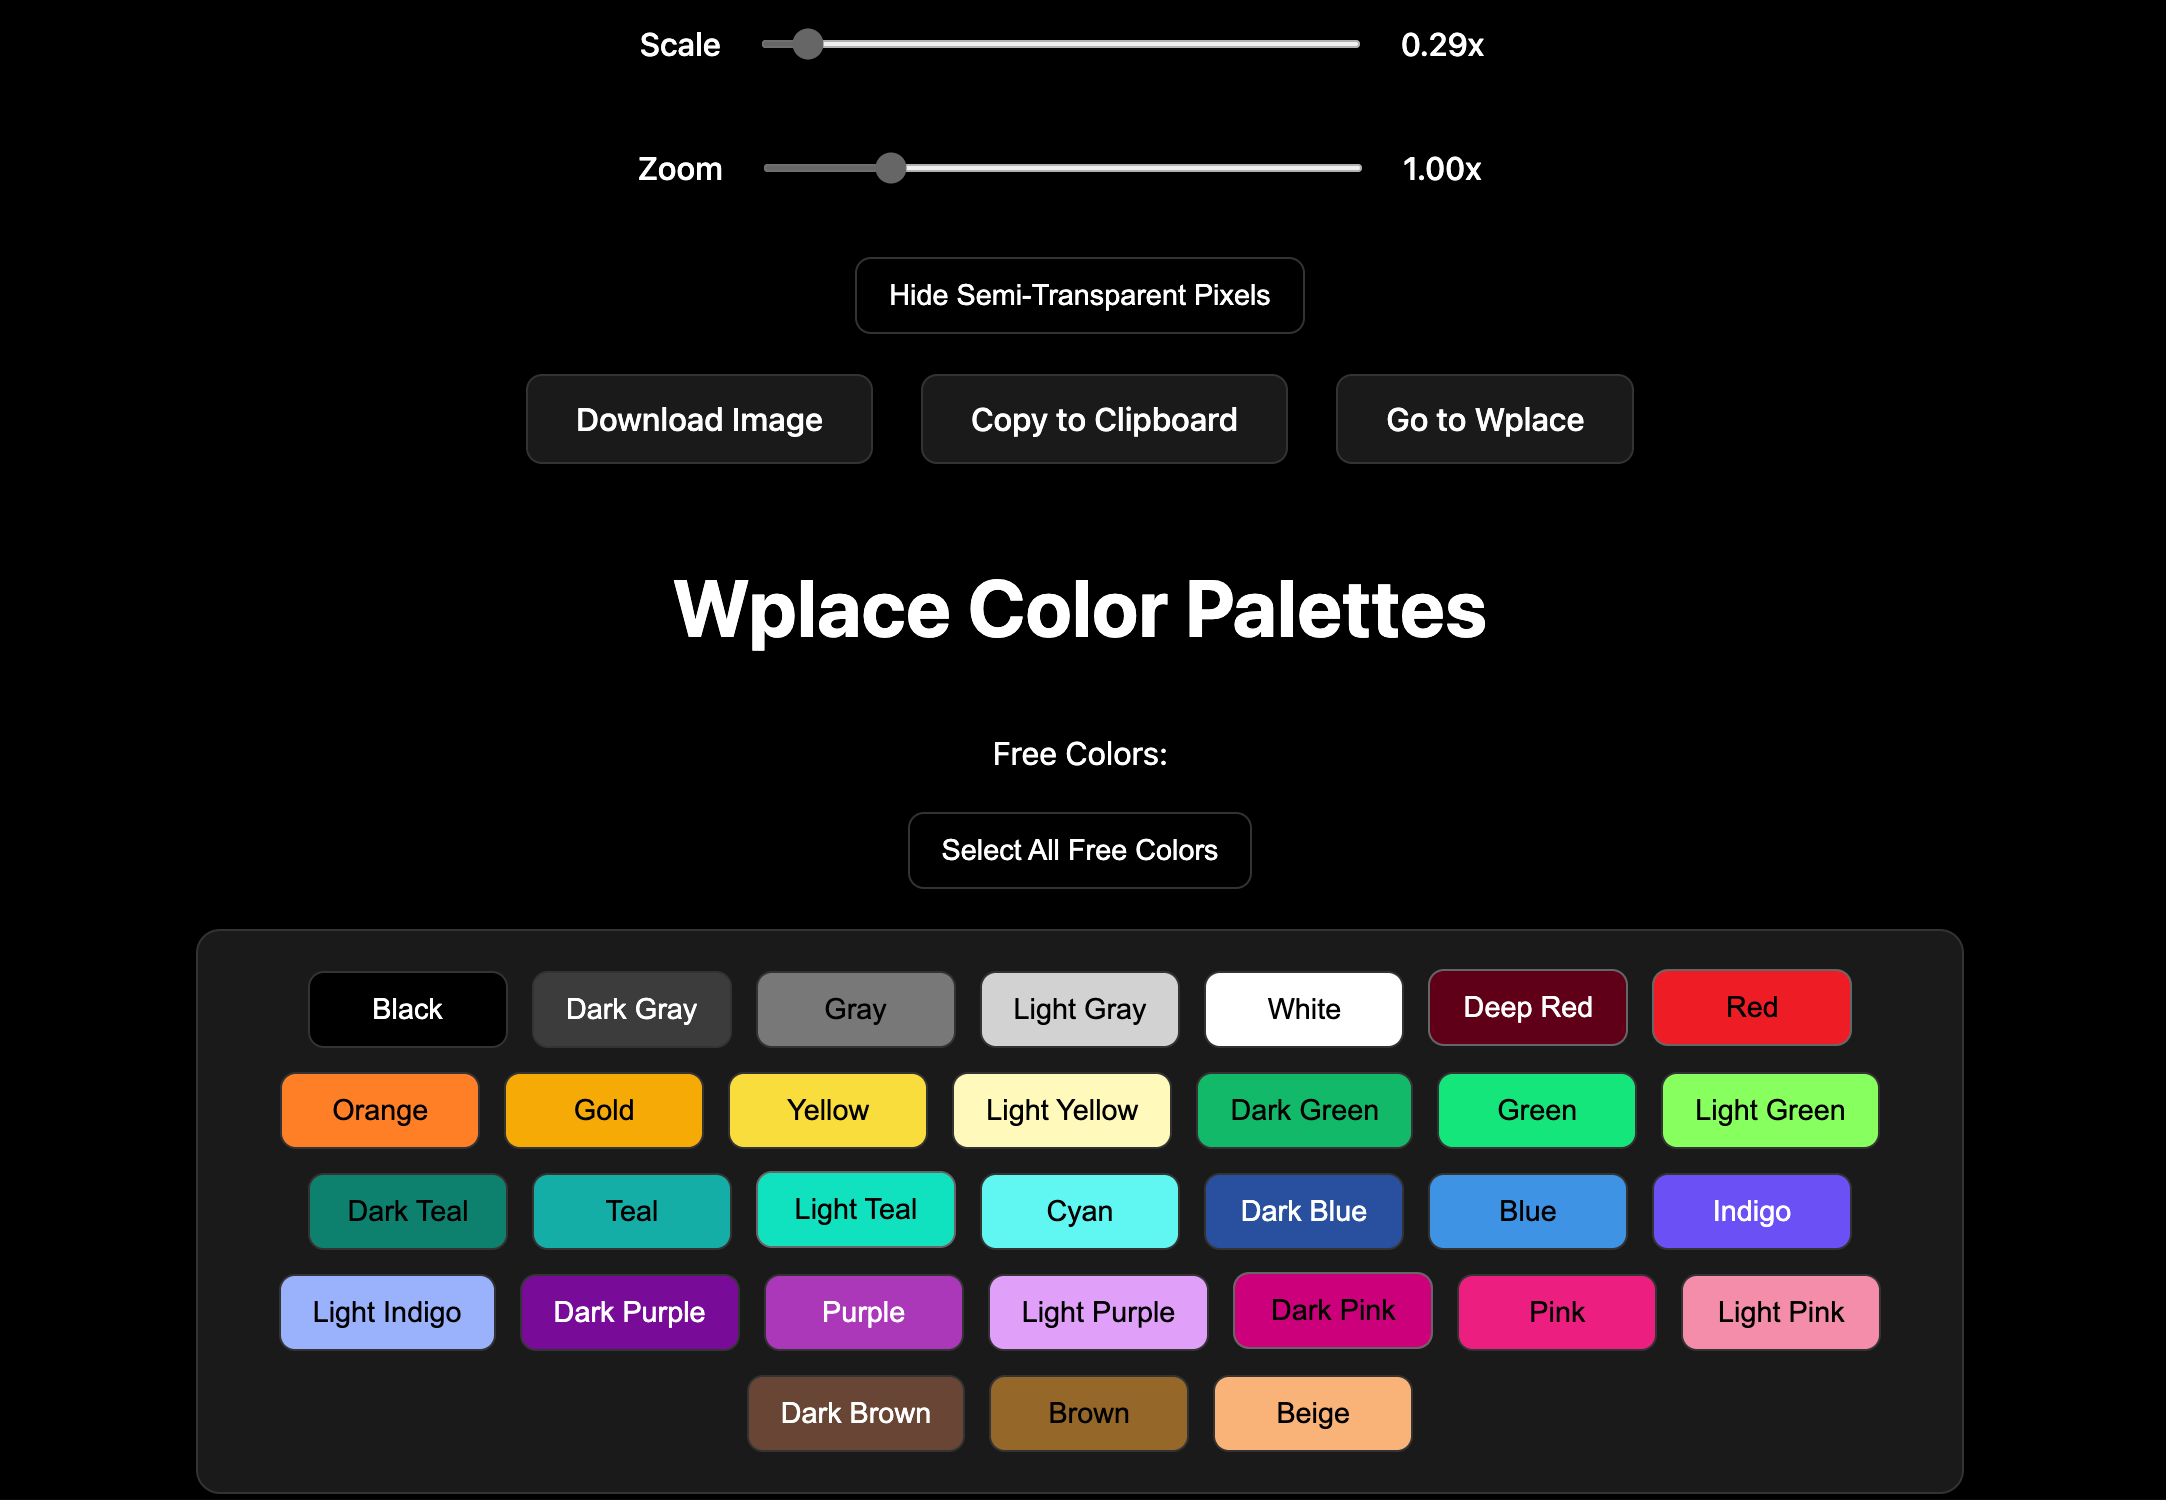 Scale 0.29x
Zoom 1.00x
Hide Semi-Transparent Pixels
Download Image Copy to Clipboard Go to Wplace
Wplace Color Palettes
Free Colors:
Select All Free Colors
Black Dark Gray Gray Light Gray White Deep Red Red
Orange Gold Yellow Light Yellow Dark Green Green Light Green
Dark Teal Teal Light Teal Cyan Dark Blue Blue Indigo
Light Indigo Dark Purple Purple Light Purple Dark Pink Pink Light Pink
Dark Brown Brown Beige